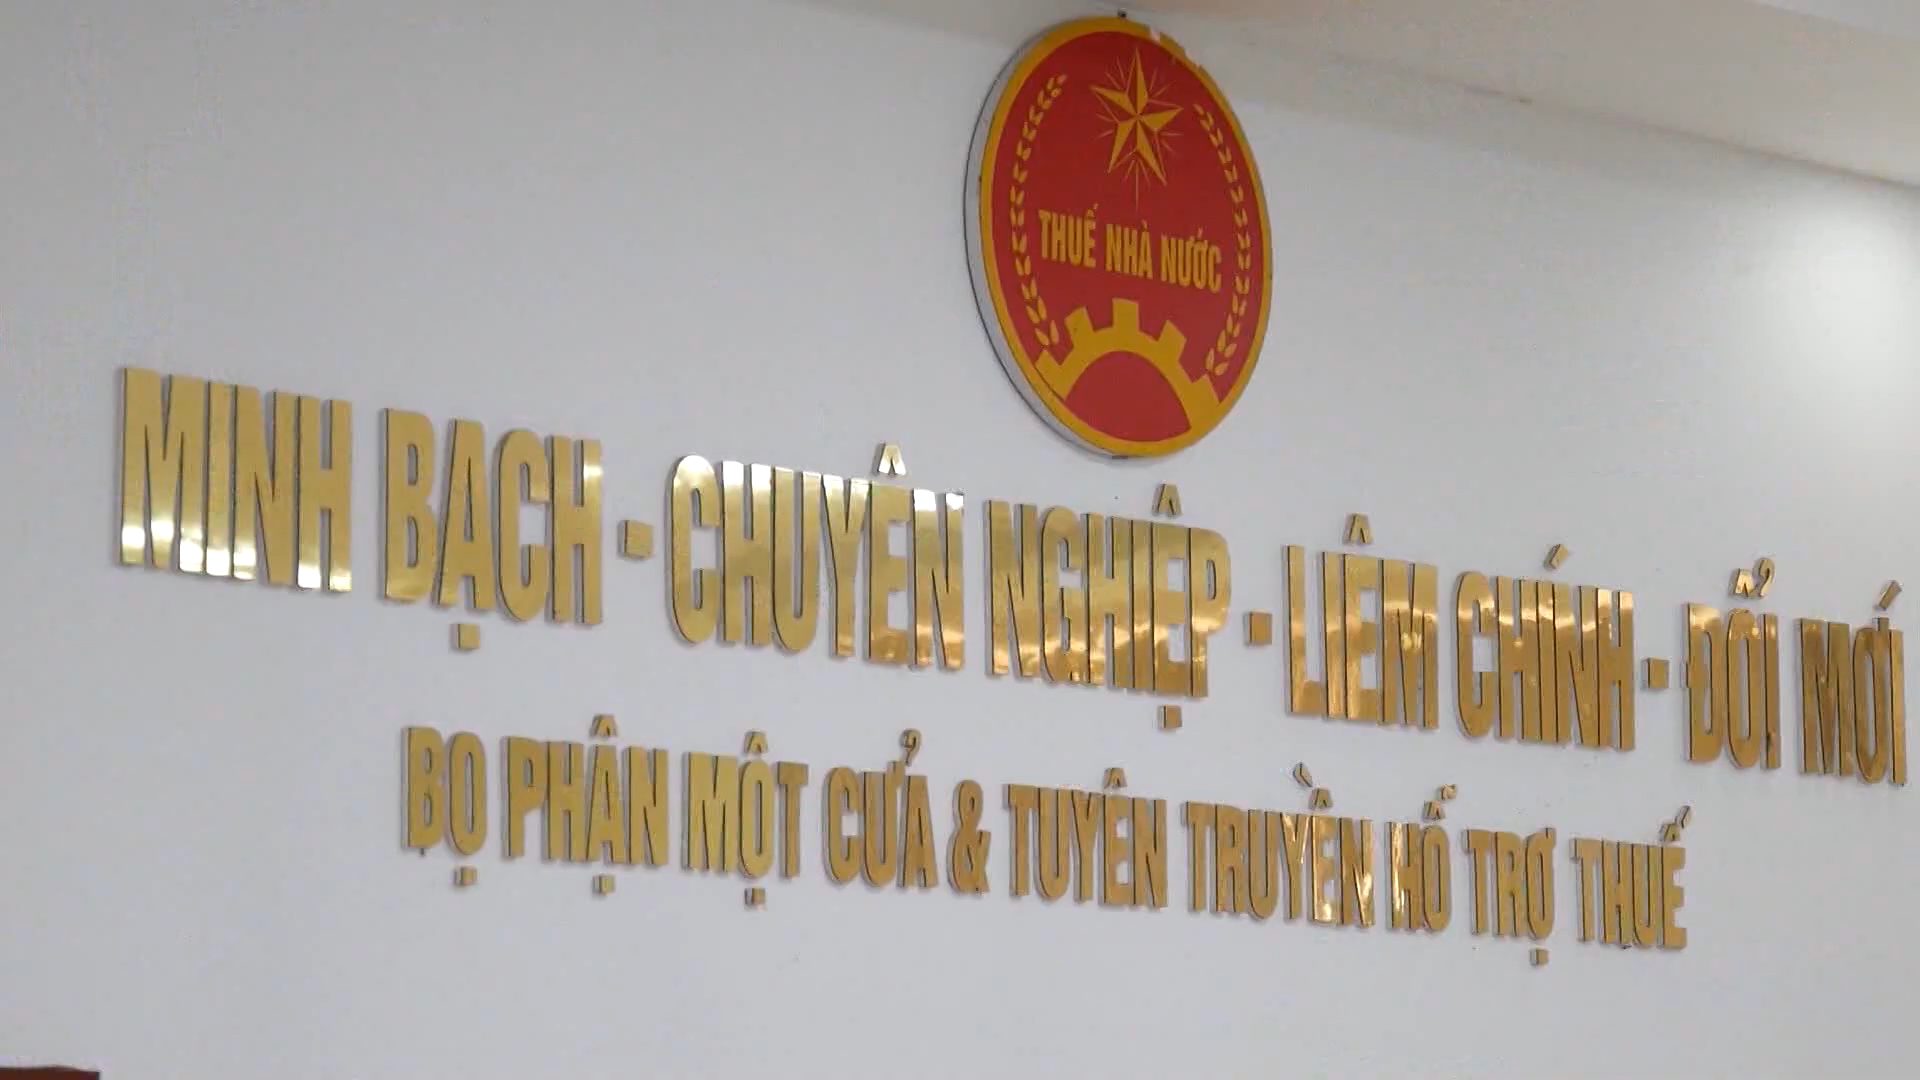 THUẾ NHÀ NƯỚC
MINH BẠCH - CHUYÊN NGHIỆP - LIÊM CHÍNH - ĐỔI MỚI
BỌ PHẬN MỘT CỬA & TUYÊN TRUYỀN HỖ TRỢ THUẾ